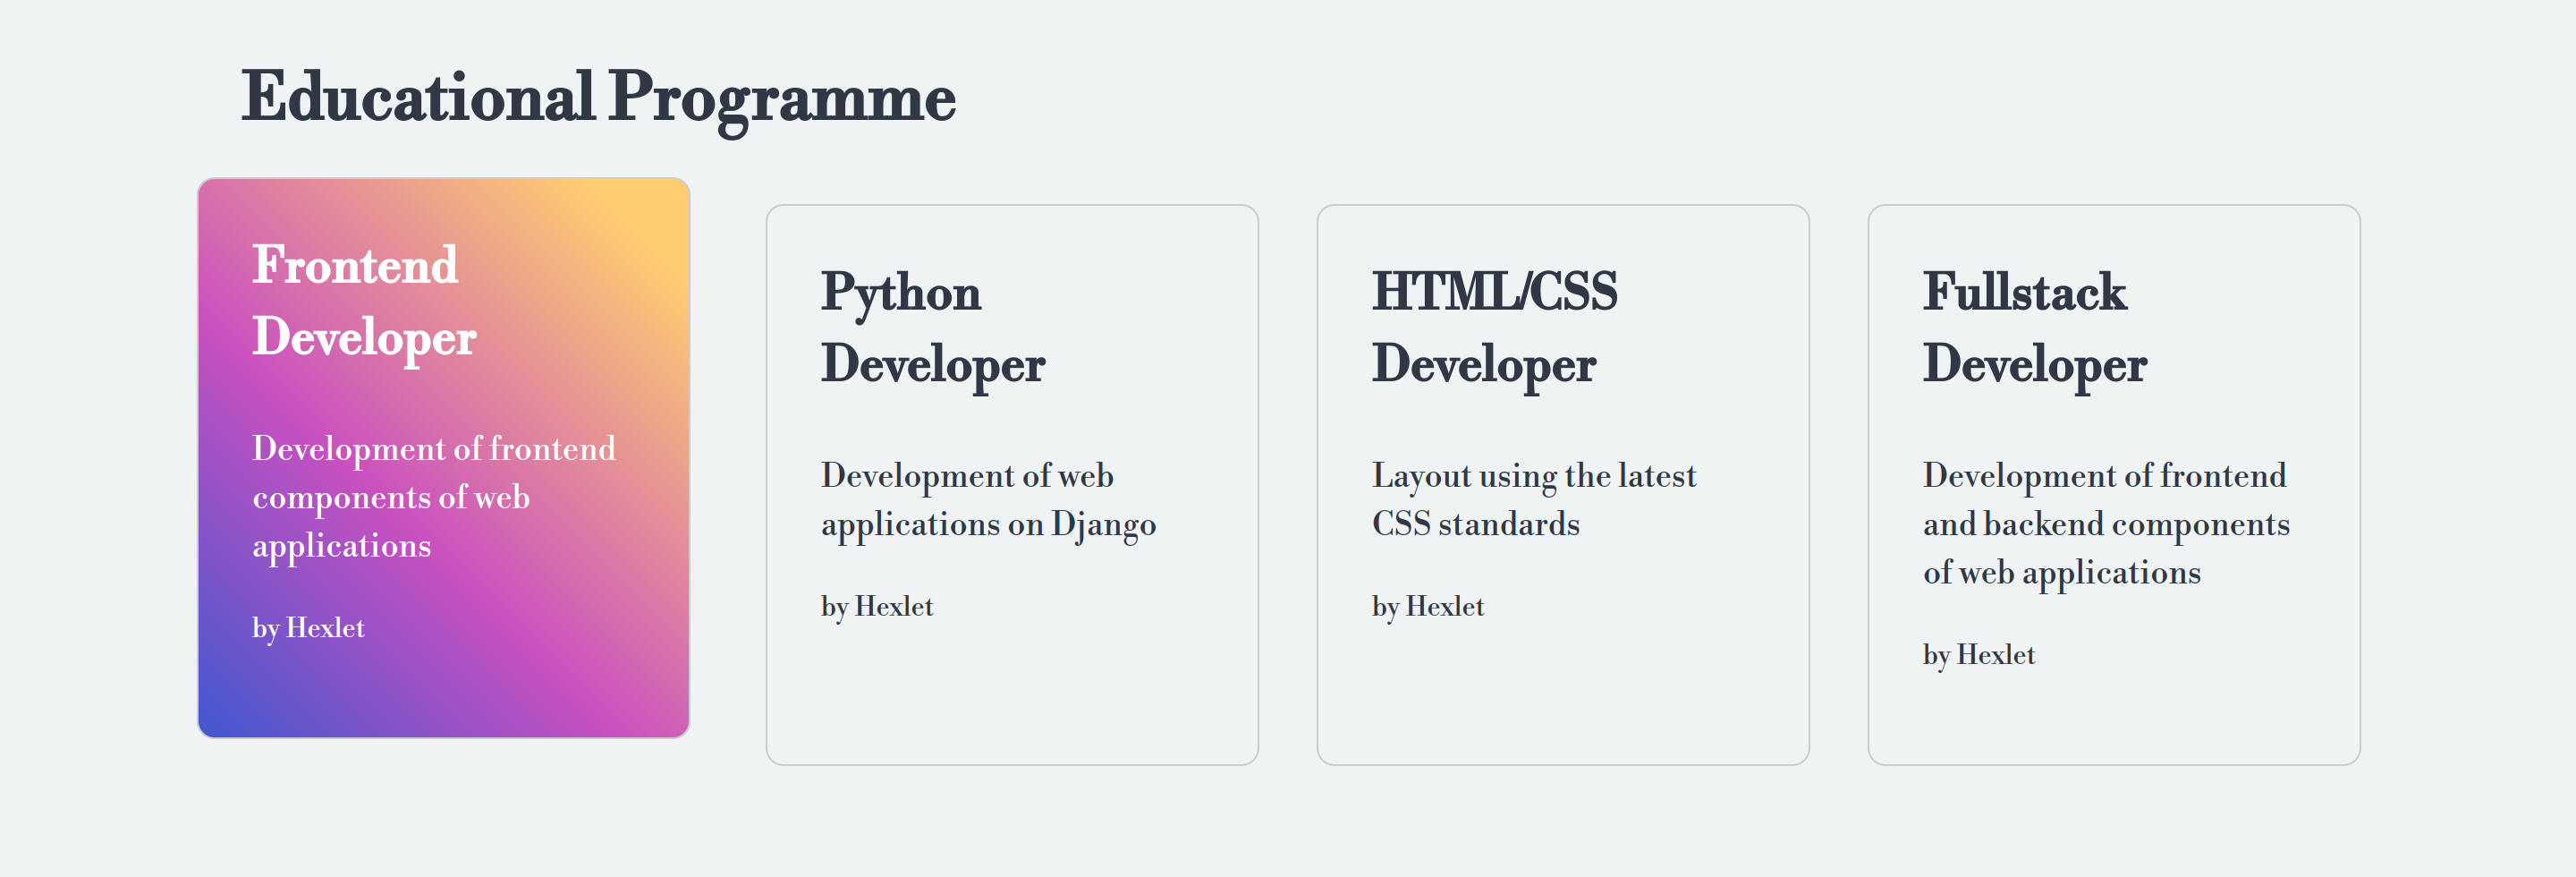 Educational Programme
Frontend
Developer
Development of frontend
components of web
applications
by Hexlet
Python
Developer
Development of web
applications on Django
by Hexlet
HTML/CSS
Developer
Layout using the latest
CSS standards
by Hexlet
Fullstack
Developer
Development of frontend
and backend components
of web applications
by Hexlet